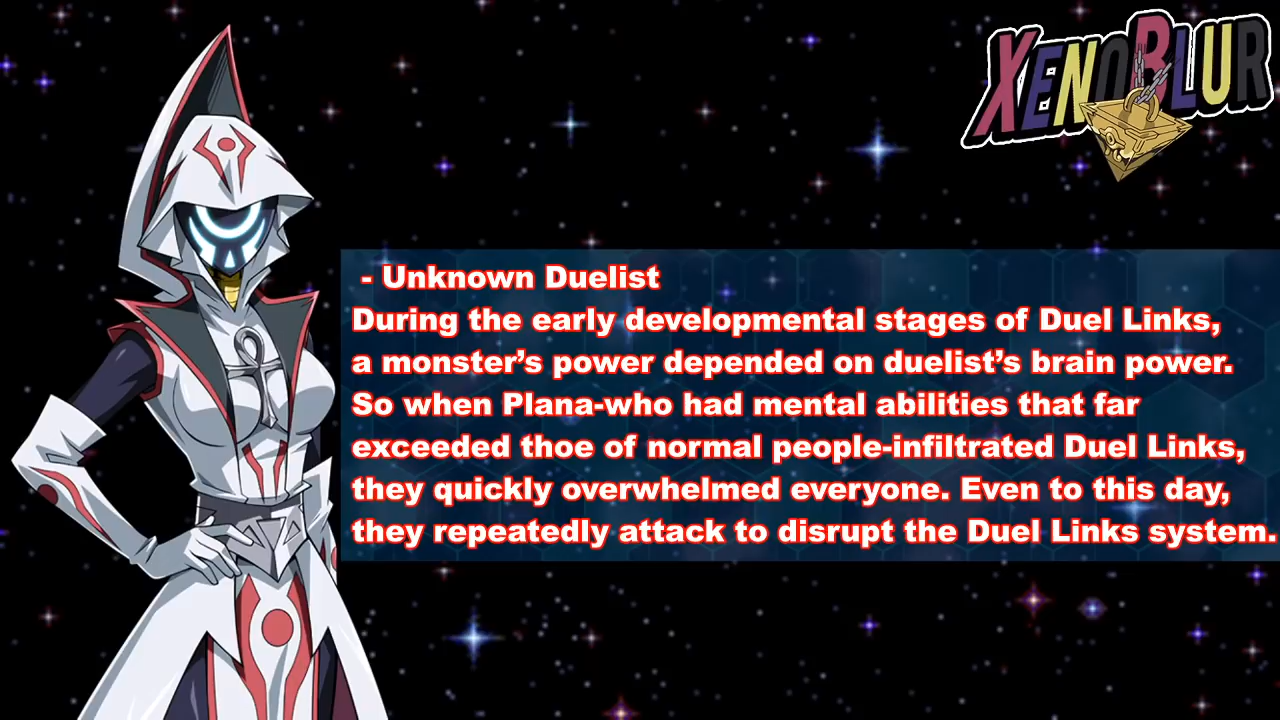 XENOBLUR
- Unknown Duelist
During the early developmental stages of Duel Links,
a monster’s power depended on duelist’s brain power.
So when Plana-who had mental abilities that far
exceeded thoe of normal people-infiltrated Duel Links,
they quickly overwhelmed everyone. Even to this day,
they repeatedly attack to disrupt the Duel Links system.